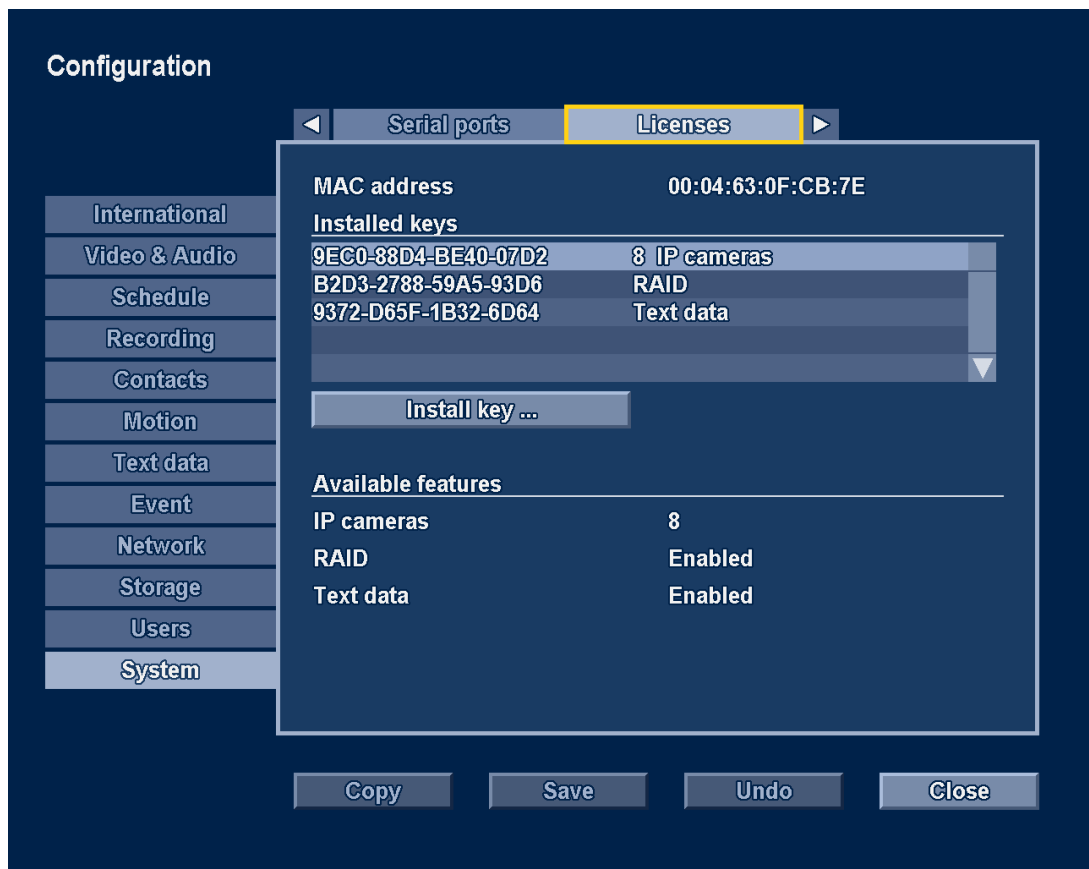 Configuration
Serial ports Licenses
MAC address 00:04:63:0F:CB:7E
Installed keys
9EC0-88D4-BE40-07D2 8 IP cameras
B2D3-2788-59A5-93D6 RAID
9372-D65F-1B32-6D64 Text data
Install key ...
Available features
IP cameras 8
RAID Enabled
Text data Enabled
International
Video & Audio
Schedule
Recording
Contacts
Motion
Text data
Event
Network
Storage
Users
System
Copy Save Undo Close